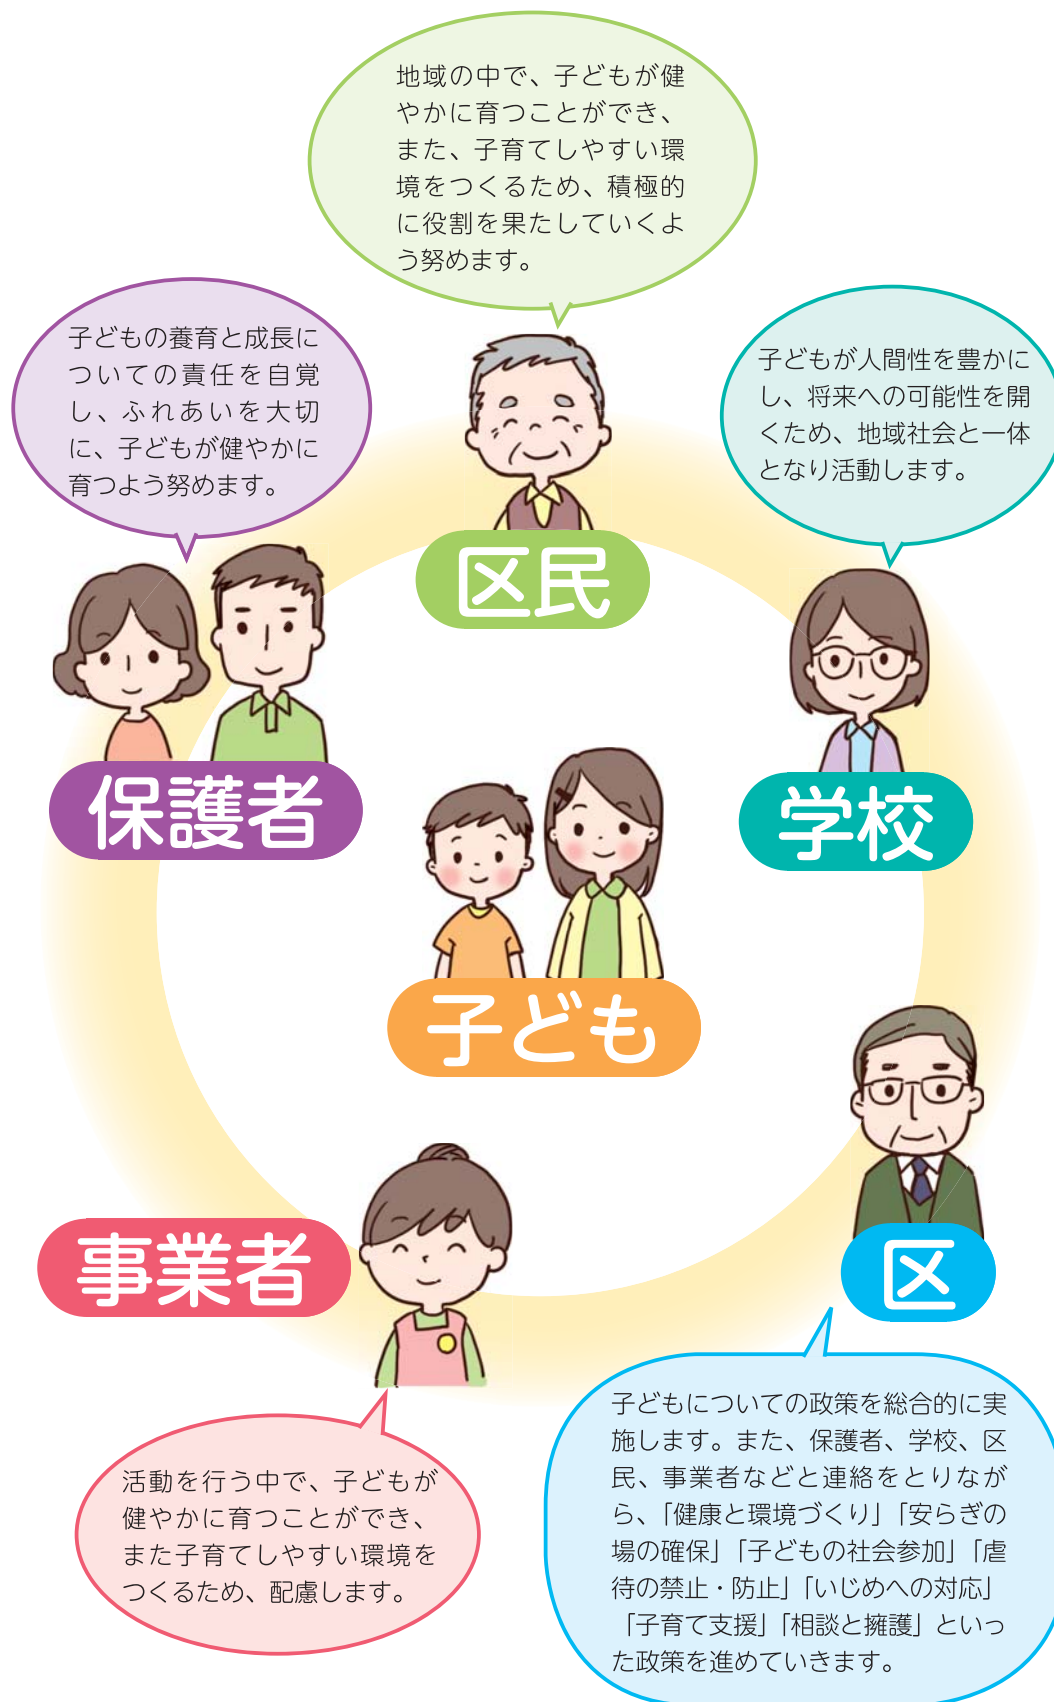 地域の中で、子どもが健
やかに育つことができ、
また、子育てしやすい環
境をつくるため、積極的
に役割を果たしていくよ
う努めます。
区民
子どもの養育と成長に
ついての責任を自覚
し、ふれあいを大切
に、子どもが健やかに
育つよう努めます。
保護者
子どもが人間性を豊かに
し、将来への可能性を開
くため、地域社会と一体
となり活動します。
学校
子ども
事業者
活動を行う中で、子どもが
健やかに育つことができ、
また子育てしやすい環境を
つくるため、配慮します。
区
子どもについての政策を総合的に実
施します。また、保護者、学校、区
民、事業者などと連絡をとりなが
ら、「健康と環境づくり」「安らぎの
場の確保」「子どもの社会参加」「虐
待の禁止・防止」「いじめへの対応」
「子育て支援」「相談と擁護」といっ
た政策を進めていきます。